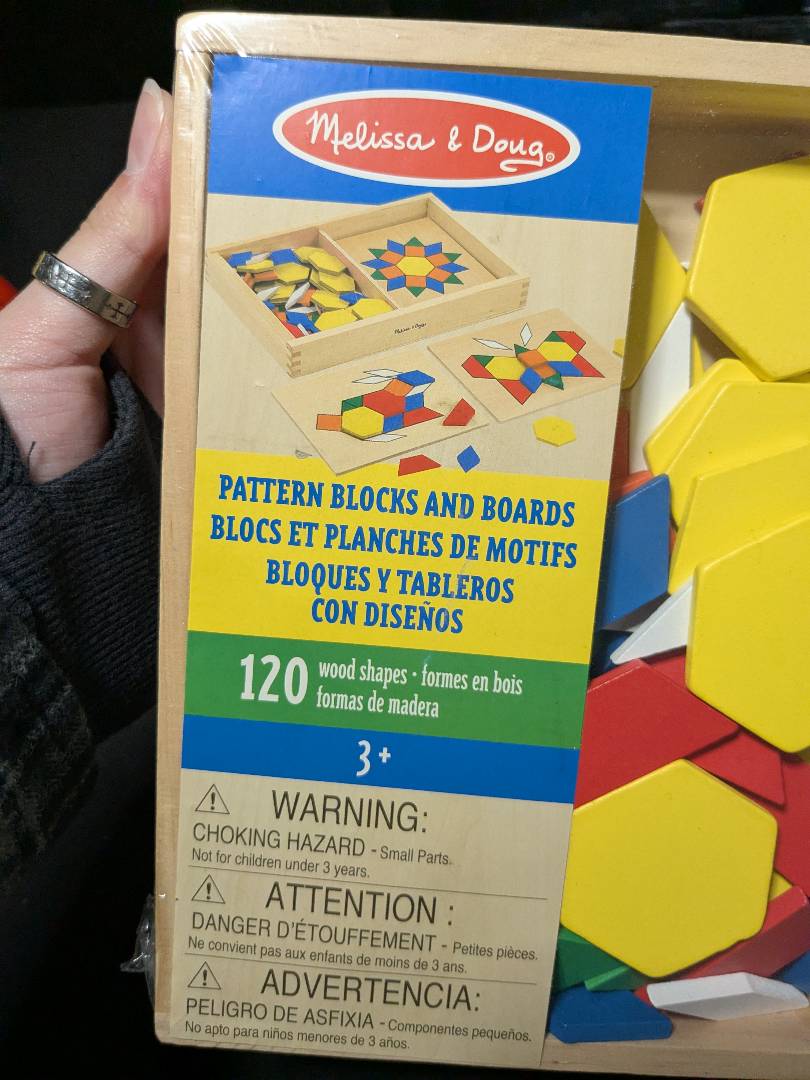 Melissa & Doug®
Melissa & Doug
PATTERN BLOCKS AND BOARDS
BLOCS ET PLANCHES DE MOTIFS
BLOQUES Y TABLEROS
CON DISEÑOS
120 wood shapes · formes en bois
formas de madera
3+
WARNING:
CHOKING HAZARD - Small Parts.
Not for children under 3 years.
ATTENTION :
DANGER D'ÉTOUFFEMENT - Petites pièces.
Ne convient pas aux enfants de moins de 3 ans.
ADVERTENCIA:
PELIGRO DE ASFIXIA - Componentes pequeños.
No apto para niños menores de 3 años.